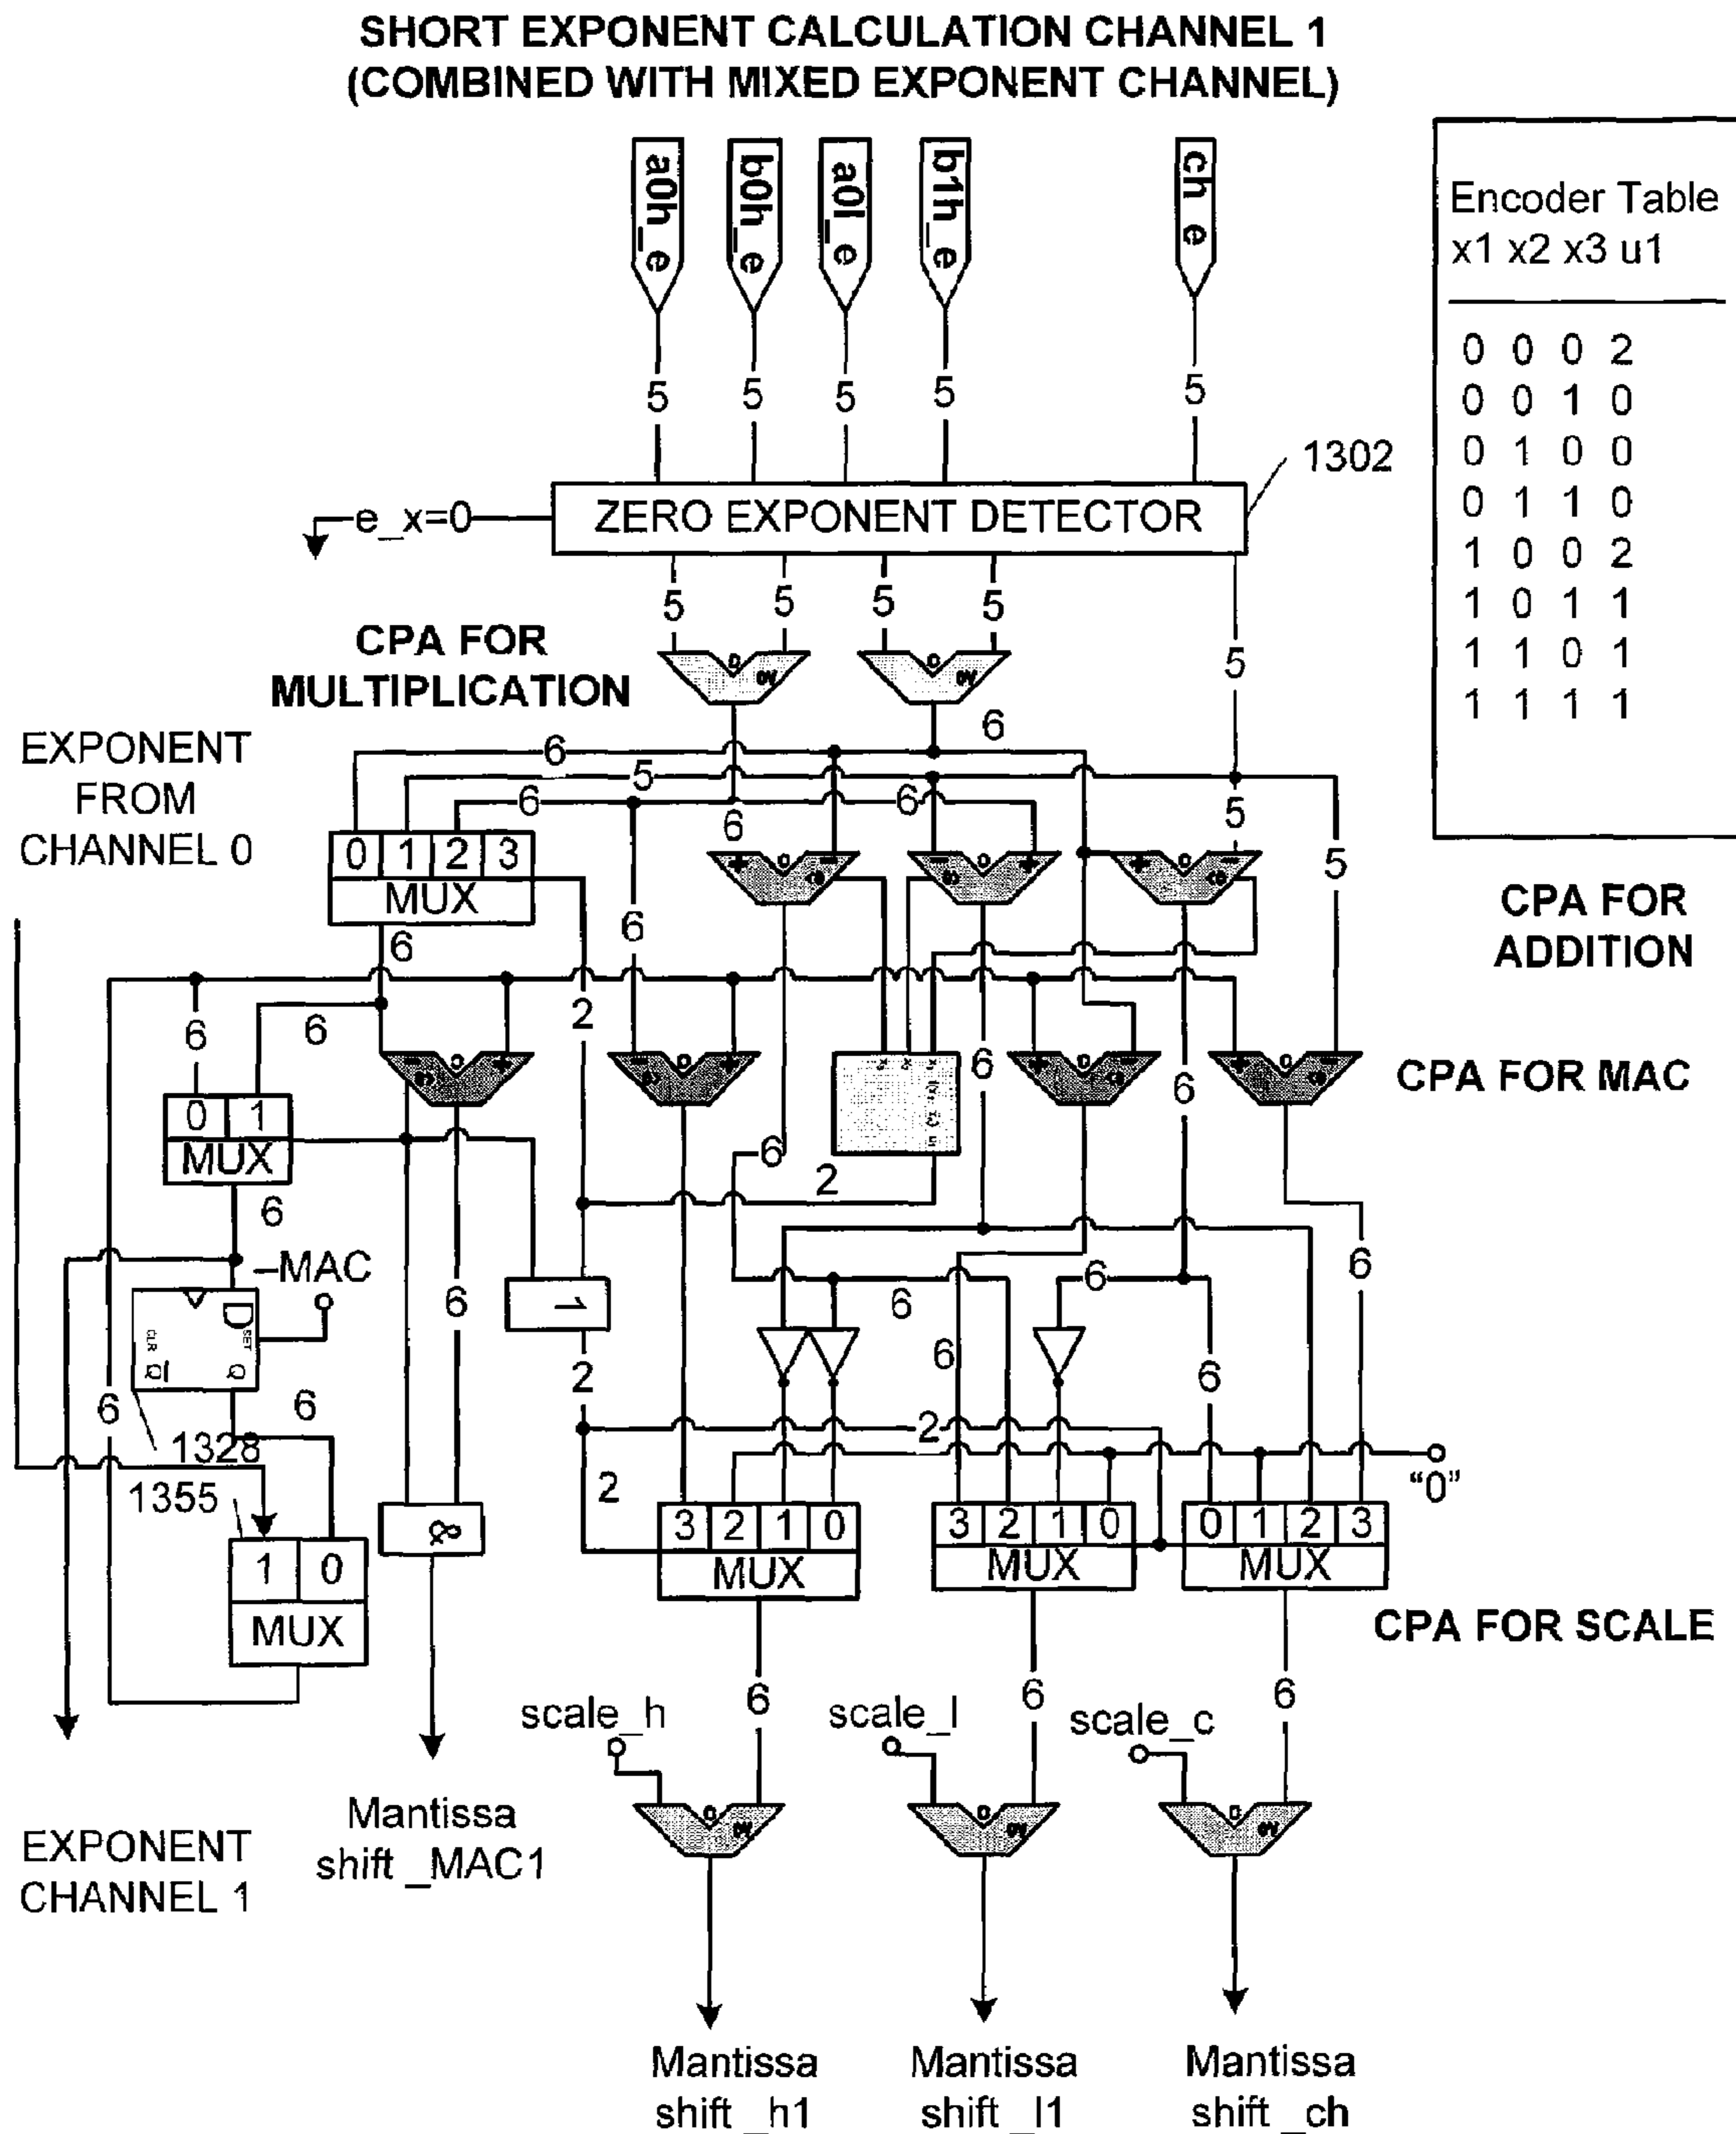 SHORT EXPONENT CALCULATION CHANNEL 1
(COMBINED WITH MIXED EXPONENT CHANNEL)
a0h_e
b0h_e
a0l_e
b1h_e
ch e
Encoder Table
x1 x2 x3 u1
0 0 0 2
0 0 1 0
0 1 0 0
0 1 1 0
1 0 0 2
1 0 1 1
1 1 0 1
1 1 1 1
5 5 5 5 5
1302
e_x=0
ZERO EXPONENT DETECTOR
5 5 5 5
5
CPA FOR
MULTIPLICATION
EXPONENT
FROM
CHANNEL 0
6
6
5
6
6
6
5
5
0 1 2 3
MUX
+ −
− +
+ −
CPA FOR
ADDITION
6
6
2
6
6
− +
− +
+ −
+ −
CPA FOR MAC
6
6
0 1
MUX
6
2
6
−MAC
6
1
6
6
6
D
SET
CLR
Q
Q
6
6
2
6
6
1328
2
1355
2
"0"
&
1 0
MUX
3 2 1 0
MUX
3 2 1 0
MUX
0 1 2 3
MUX
CPA FOR SCALE
6
6
6
scale_h
scale_l
scale_c
EXPONENT
CHANNEL 1
Mantissa
shift _MAC1
Mantissa
shift _h1
Mantissa
shift _l1
Mantissa
shift _ch